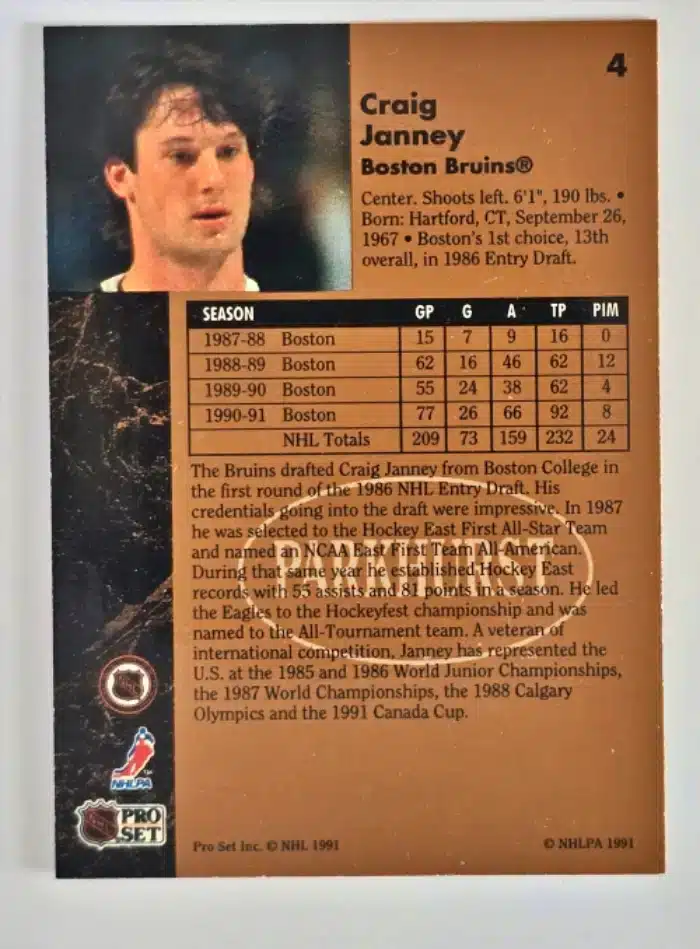 4
Craig
Janney
Boston Bruins®
Center. Shoots left. 6'1", 190 lbs. •
Born: Hartford, CT, September 26,
1967 • Boston's 1st choice, 13th
overall, in 1986 Entry Draft.
SEASON GP G A TP PIM
1987-88 Boston 15 7 9 16 0
1988-89 Boston 62 16 46 62 12
1989-90 Boston 55 24 38 62 4
1990-91 Boston 77 26 66 92 8
NHL Totals 209 73 159 232 24
The Bruins drafted Craig Janney from Boston College in
the first round of the 1986 NHL Entry Draft. His
credentials going into the draft were impressive. In 1987
he was selected to the Hockey East First All-Star Team
and named an NCAA East First Team All-American.
During that same year he established Hockey East
records with 55 assists and 81 points in a season. He led
the Eagles to the Hockeyfest championship and was
named to the All-Tournament team. A veteran of
international competition, Janney has represented the
U.S. at the 1985 and 1986 World Junior Championships,
the 1987 World Championships, the 1988 Calgary
Olympics and the 1991 Canada Cup.
PARKHURST
NHL
NHLPA
TM
NHL
PRO
SET
Pro Set Inc. © NHL 1991
© NHLPA 1991